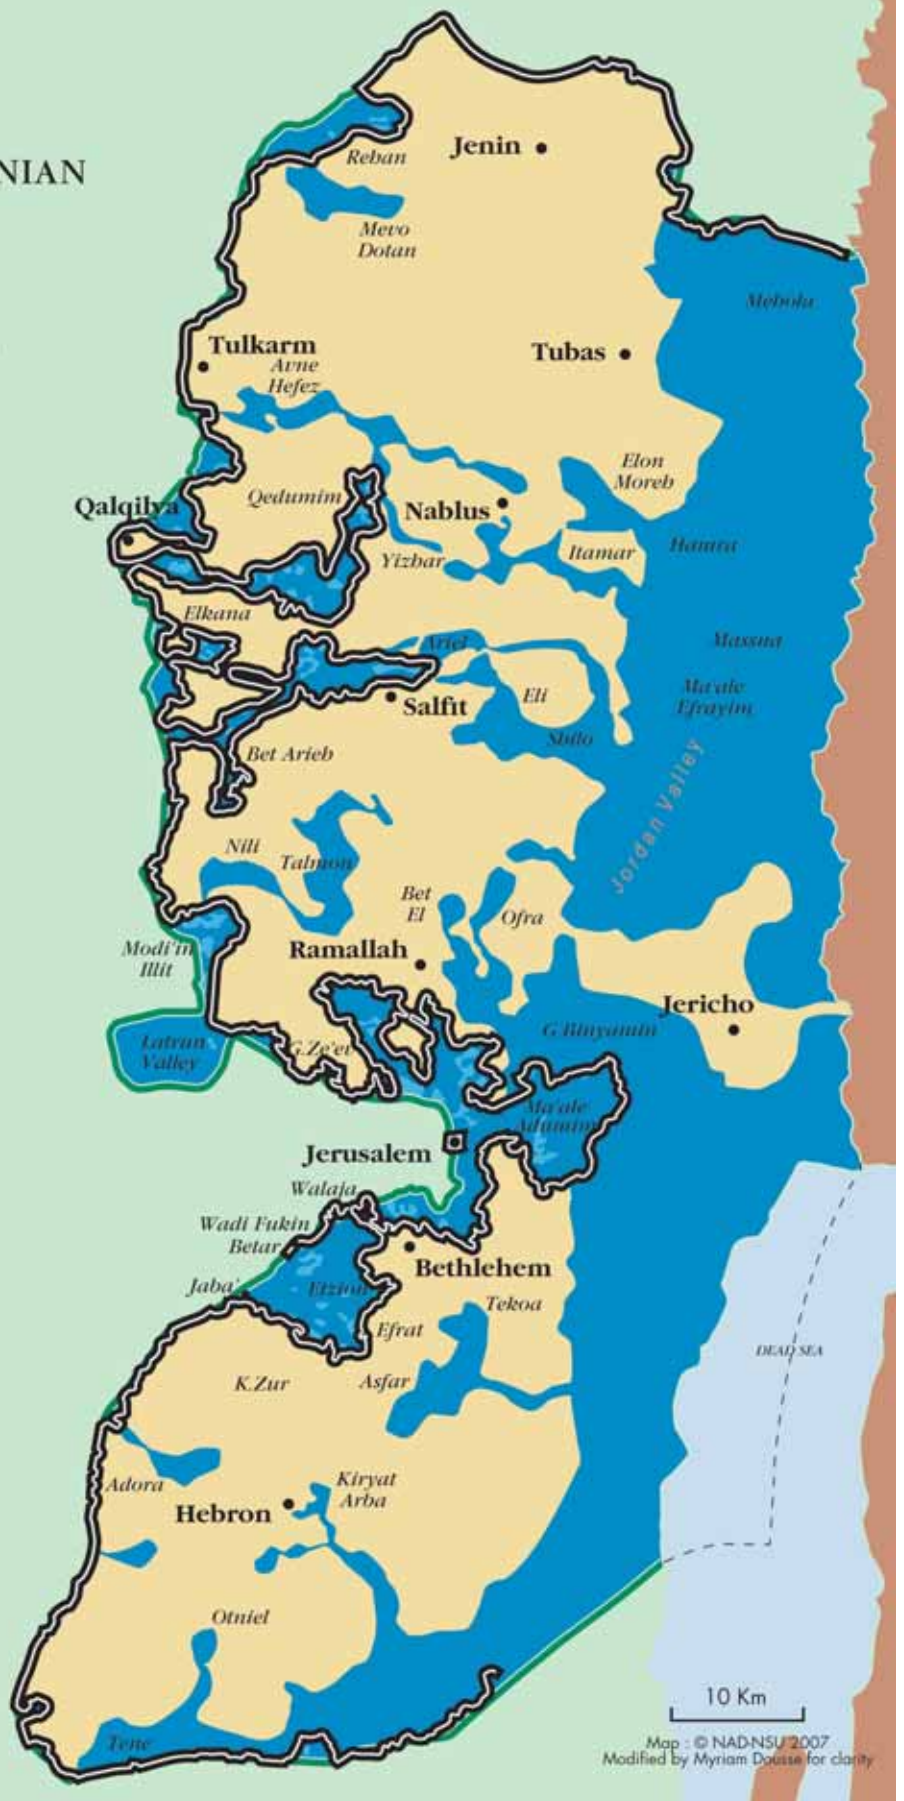 NIAN
Jenin
Rehan
Mevo
Dotan
Mehola
Tulkarm
Avne
Hefez
Tubas
Elon
Moreh
Qedumim
Qalqilya
Nablus
Hamra
Itamar
Yizhar
Elkana
Ariel
Massua
Ma'ale
Efrayim
Eli
Salfit
Shilo
Bet Arieh
Jordan Valley
Nili
Talmon
Bet
El
Ofra
Modi'in
Illit
Ramallah
Jericho
G.Binyamin
Latrun
Valley
G.Ze'ev
Ma'ale
Adumim
Jerusalem
Walaja
Wadi Fukin
Betar
Bethlehem
Jaba'
Etzion
Tekoa
Efrat
DEAD SEA
K.Zur
Asfar
Adora
Kiryat
Arba
Hebron
Otniel
10 Km
Tene
Map : © NAD-NSU 2007
Modified by Myriam Dousse for clarity